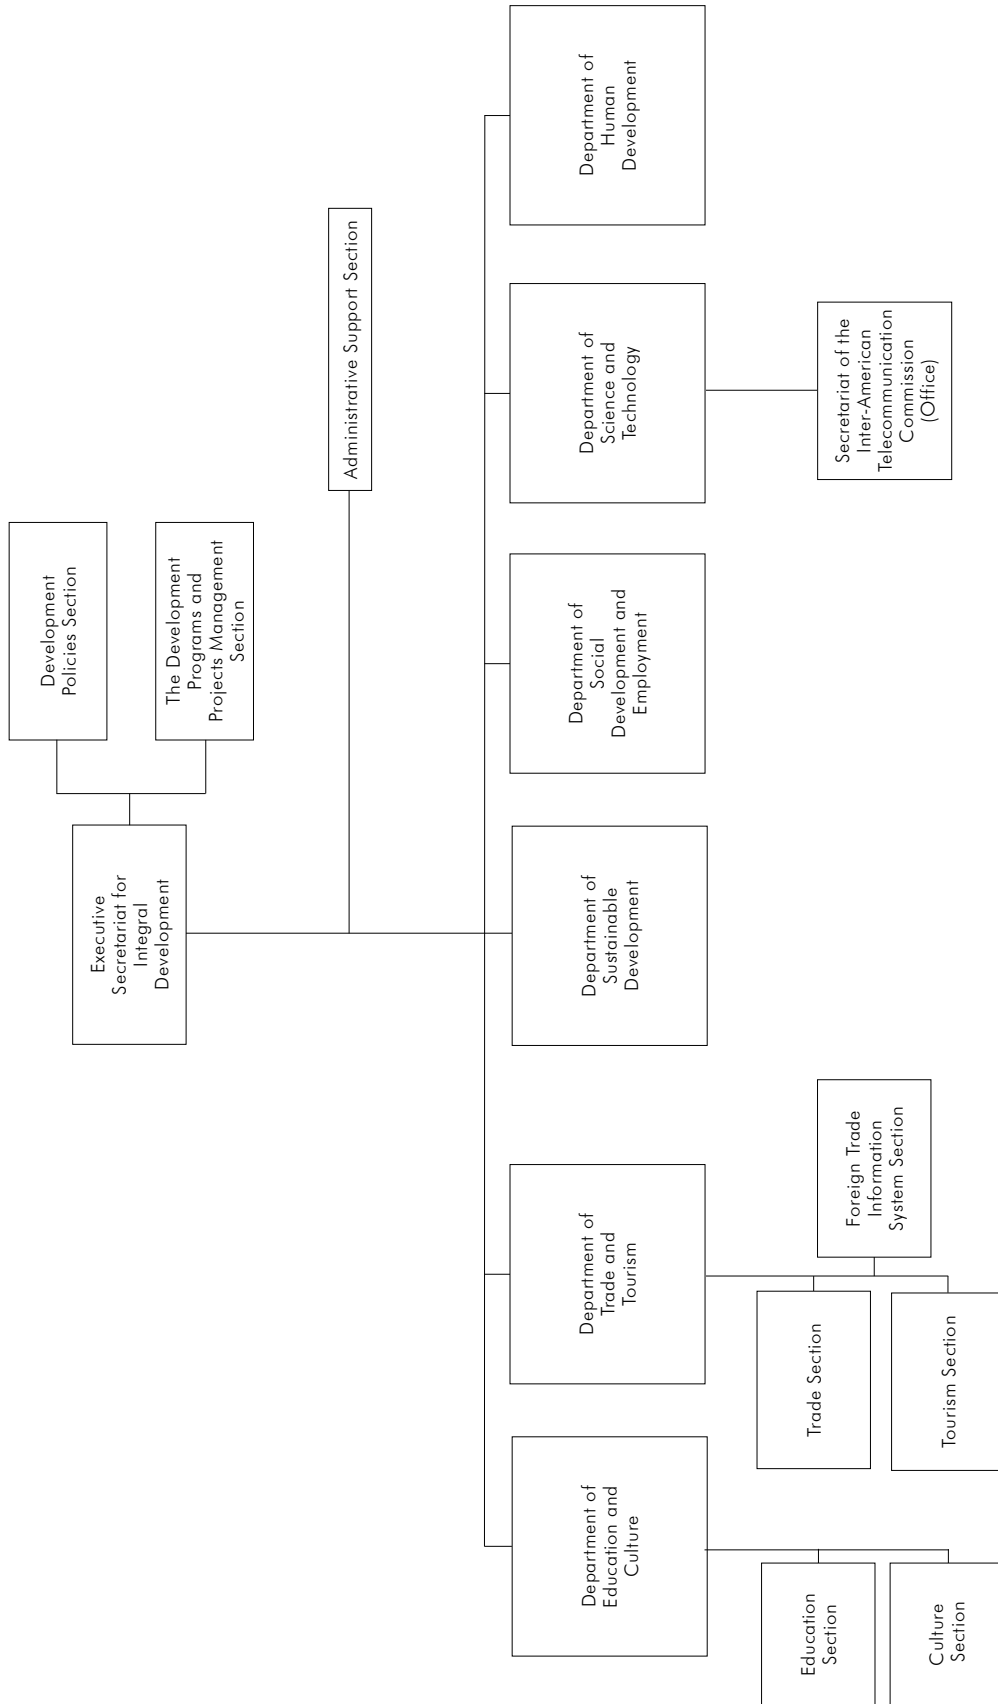 Executive
Secretariat for
Integral
Development
Development
Policies Section
The Development
Programs and
Projects Management
Section
Administrative Support Section
Department of
Education and
Culture
Department of
Trade and
Tourism
Department of
Sustainable
Development
Department of
Social
Development and
Employment
Department of
Science and
Technology
Department of
Human
Development
Education
Section
Culture
Section
Trade Section
Tourism Section
Foreign Trade
Information
System Section
Secretariat of the
Inter-American
Telecommunication
Commission
(Office)